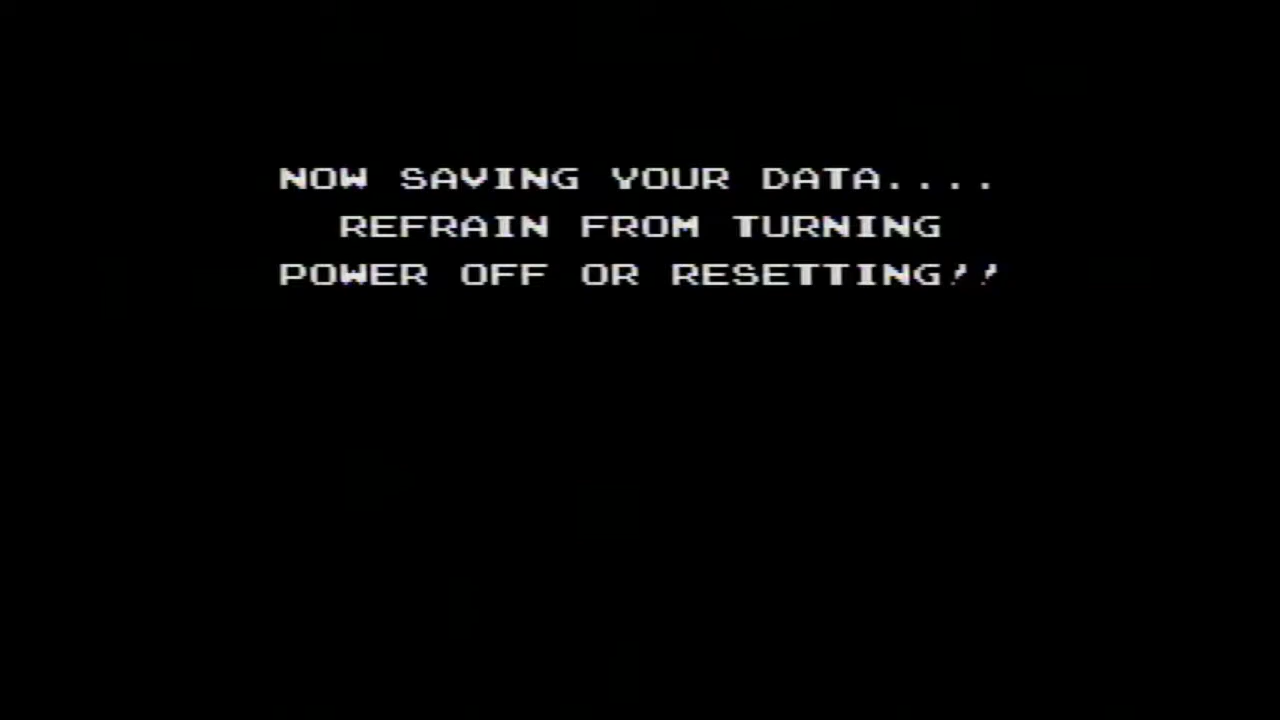 NOW SAVING YOUR DATA....
REFRAIN FROM TURNING
POWER OFF OR RESETTING!!